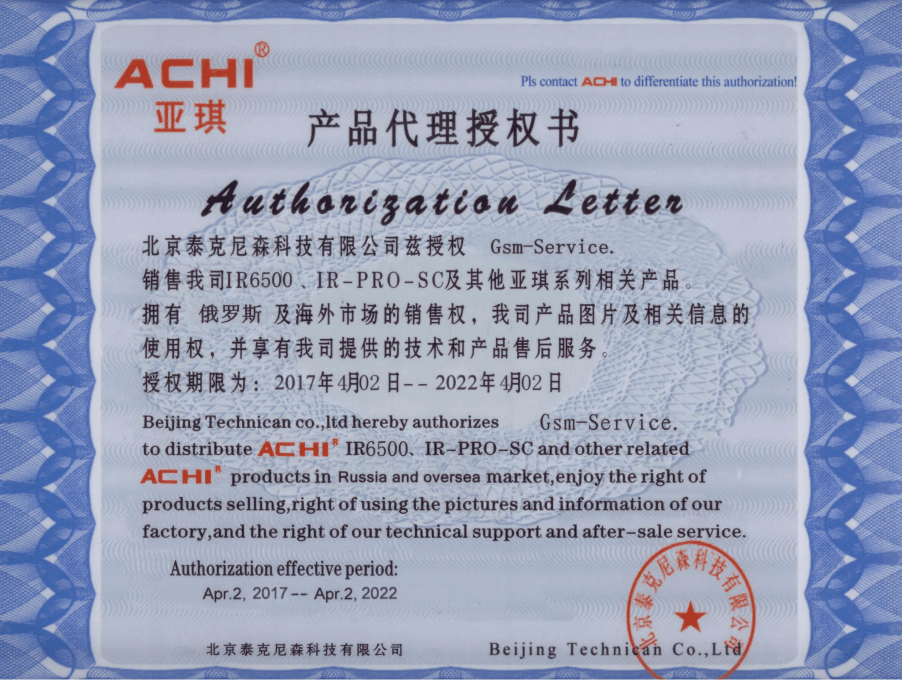 ACHI®
亚琪
Pls contact ACHI to differentiate this authorization!
产品代理授权书
Authorization Letter
北京泰克尼森科技有限公司兹授权 Gsm-Service.
销售我司IR6500、IR-PRO-SC及其他亚琪系列相关产品。
拥有 俄罗斯 及海外市场的销售权，我司产品图片及相关信息的
使用权，并享有我司提供的技术和产品售后服务。
授权期限为：2017年4月02日--2022年4月02日
Beijing Technican co.,ltd hereby authorizes Gsm-Service.
to distribute ACHI® IR6500、IR-PRO-SC and other related
ACHI® products in Russia and oversea market,enjoy the right of
products selling,right of using the pictures and information of our
factory,and the right of our technical support and after-sale service.
Authorization effective period:
Apr.2, 2017-- Apr.2, 2022
北京泰克尼森科技有限公司
Beijing Technican Co.,Ltd
北京泰克尼森科技有限公司